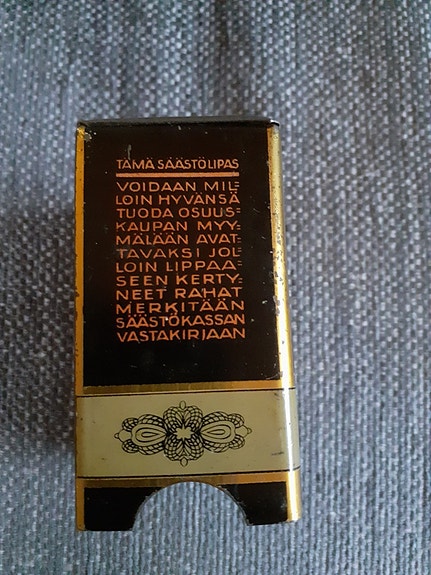 TÄMÄ SÄÄSTÖLIPAS
VOIDAAN MIL=
LOIN HYVÄNSÄ
TUODA OSUUS=
KAUPAN MYY=
MÄLÄÄN AVAT=
TAVAKSI JOL=
LOIN LIPPAA=
SEEN KERTY=
NEET RAHAT
MERKITÄÄN
SÄÄSTÖKASSAN
VASTAKIRJAAN